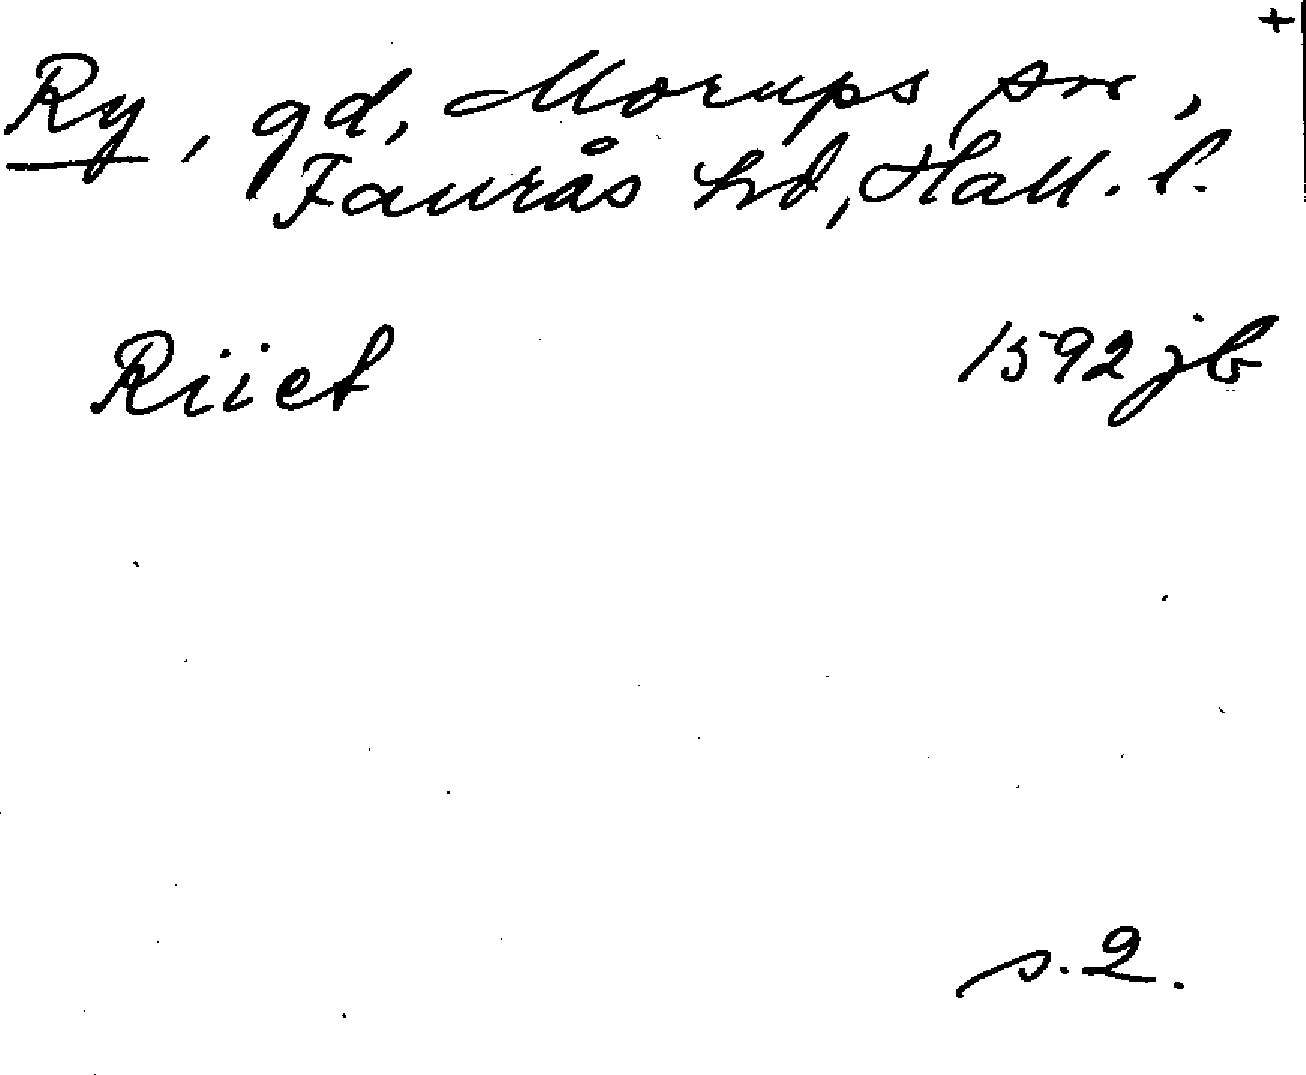 +
Ry, gd, Morups sn,
Faurås hd, Hall. l.
Riiet 1592 jb
s. 2.